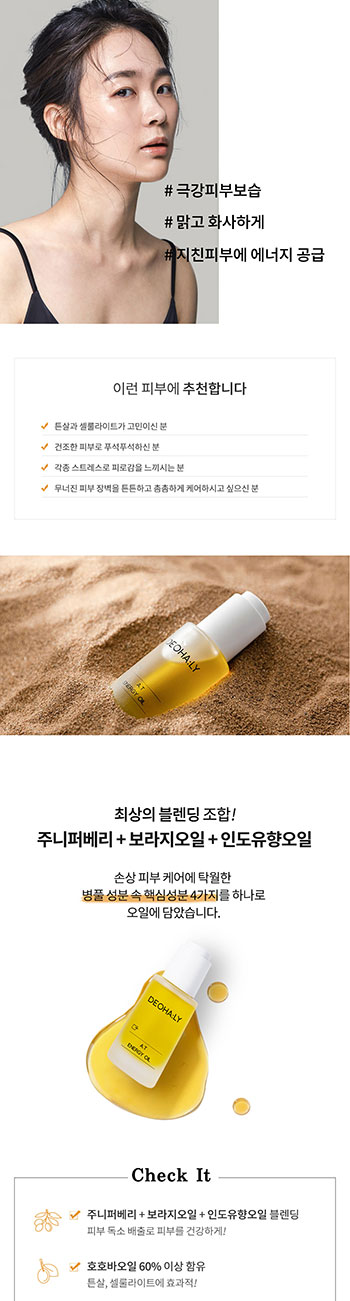 # 극강피부보습
# 맑고 화사하게
# 지친피부에 에너지 공급
이런 피부에 추천합니다
튼살과 셀룰라이트가 고민이신 분
건조한 피부로 푸석푸석하신 분
각종 스트레스로 피로감을 느끼시는 분
무너진 피부 장벽을 튼튼하고 촘촘하게 케어하시고 싶으신 분
DEOHA:LY
A.T
ENERGY OIL
최상의 블렌딩 조합!
주니퍼베리 + 보라지오일 + 인도유향오일
손상 피부 케어에 탁월한
병풀 성분 속 핵심성분 4가지를 하나로
오일에 담았습니다.
DEOHA:LY
A.T
ENERGY OIL
Check It
주니퍼베리 + 보라지오일 + 인도유향오일 블렌딩
피부 독소 배출로 피부를 건강하게!
호호바오일 60% 이상 함유
튼살, 셀룰라이트에 효과적!